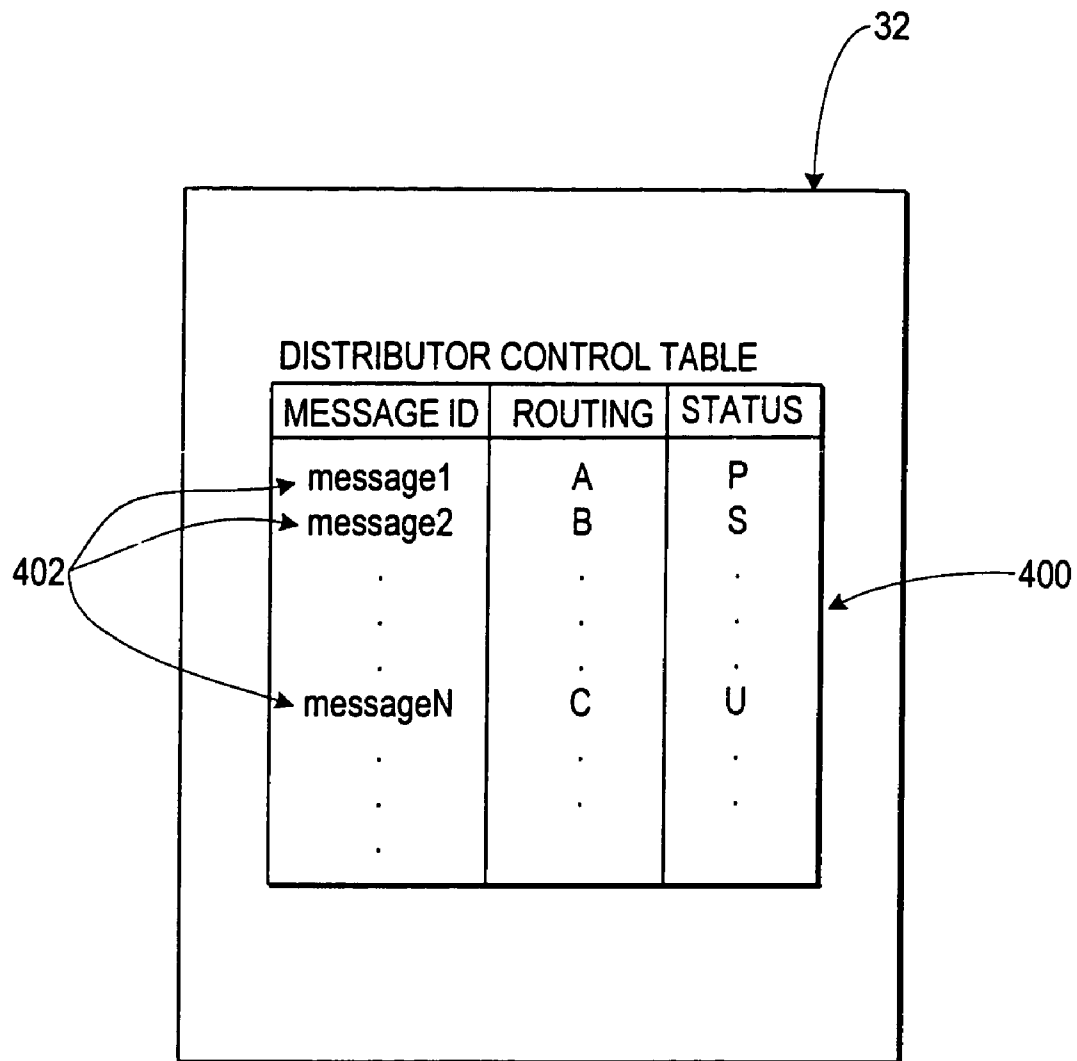 32
DISTRIBUTOR CONTROL TABLE
MESSAGE ID ROUTING STATUS
message1 A P
message2 B S
402
400
messageN C U